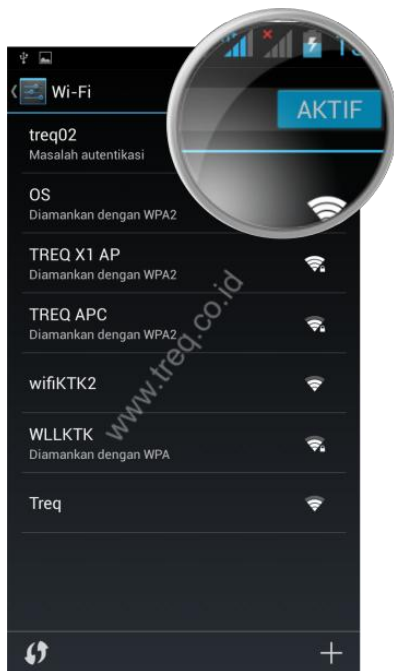 Wi-Fi
AKTIF
treq02
Masalah autentikasi
OS
Diamankan dengan WPA2
TREQ X1 AP
Diamankan dengan WPA2
TREQ APC
Diamankan dengan WPA2
wifiKTK2
WLLKTK
Diamankan dengan WPA
Treq
www.treq.co.id